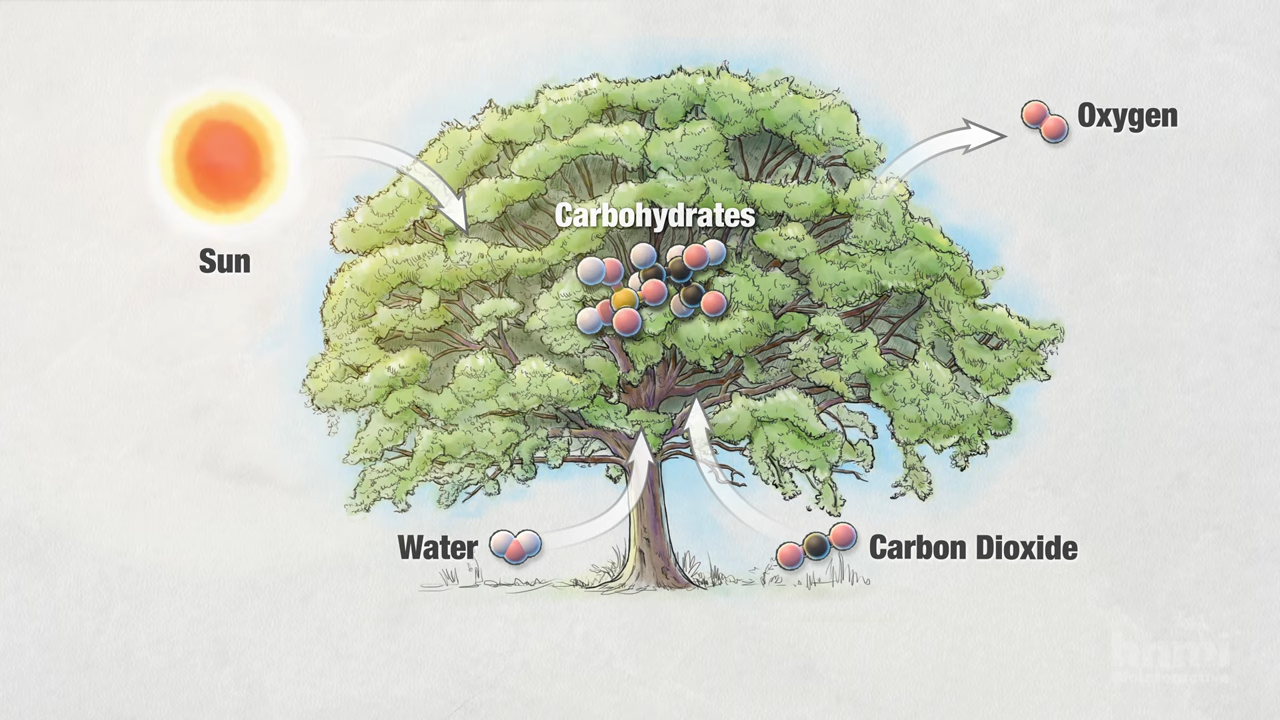 Sun
Carbohydrates
Oxygen
Water
Carbon Dioxide